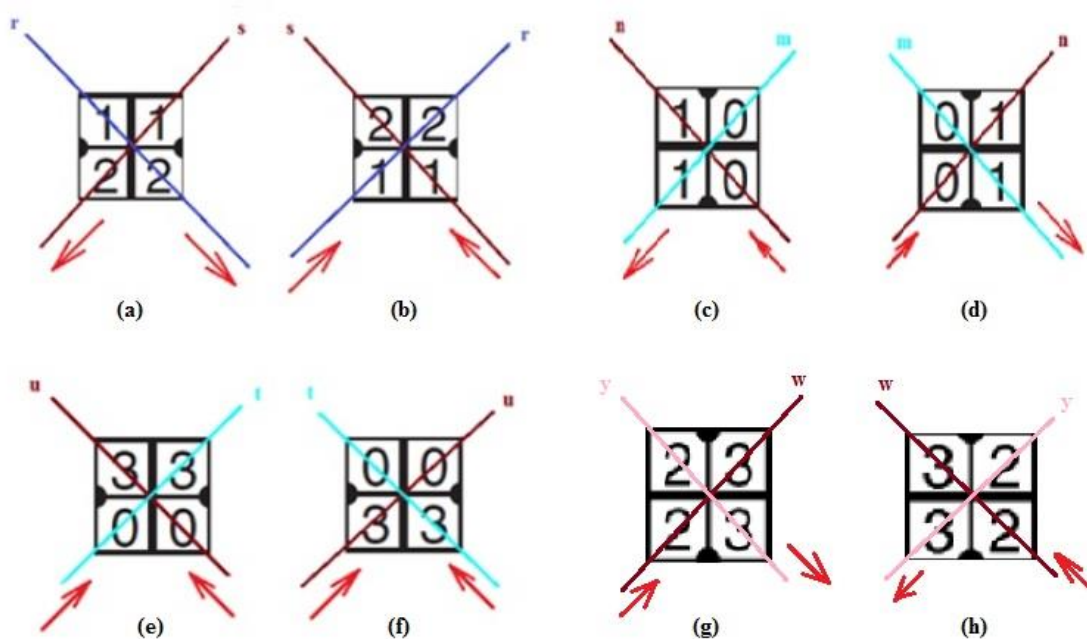 r s s r n m m n
1 1 2 2 1 0 0 1
2 2 1 1 1 0 0 1
(a) (b) (c) (d)
u t t u y w w y
3 3 0 0 2 3 3 2
0 0 3 3 2 3 3 2
(e) (f) (g) (h)